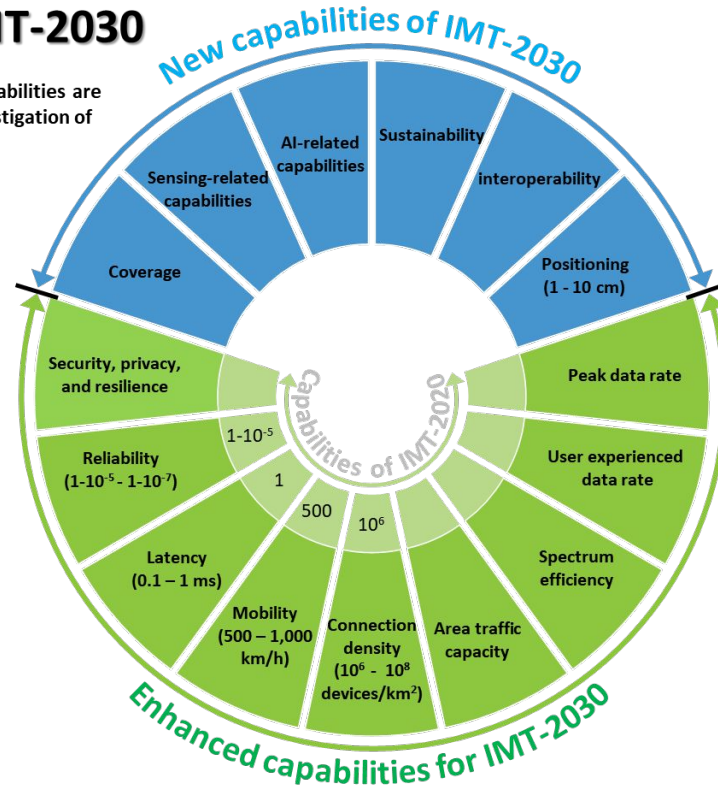 MT-2030
abilities are
stigation of
New capabilities of IMT-2030
Coverage
Sensing-related
capabilities
AI-related
capabilities
Sustainability
interoperability
Positioning
(1 - 10 cm)
Security, privacy,
and resilience
Peak data rate
Capabilities of IMT-2020
1-10⁻⁵
Reliability
(1-10⁻⁵ - 1-10⁻⁷)
User experienced
data rate
1
500
10⁶
Latency
(0.1 – 1 ms)
Spectrum
efficiency
Mobility
(500 – 1,000
km/h)
Connection
density
(10⁶ - 10⁸
devices/km²)
Area traffic
capacity
Enhanced capabilities for IMT-2030